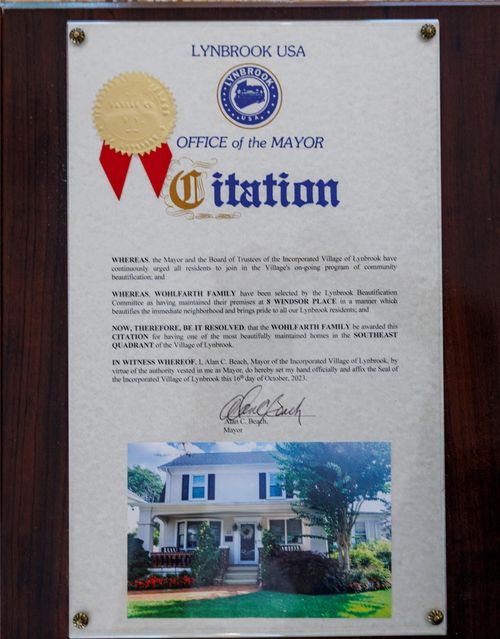 LYNBROOK USA
LYNBROOK
U.S.A.
OFFICE of the MAYOR
Citation
WHEREAS, the Mayor and the Board of Trustees of the Incorporated Village of Lynbrook have
continuously urged all residents to join in the Village's on-going program of community
beautification; and
WHEREAS, WOHLFARTH FAMILY have been selected by the Lynbrook Beautification
Committee as having maintained their premises at 8 WINDSOR PLACE in a manner which
beautifies the immediate neighborhood and brings pride to all our Lynbrook residents; and
NOW, THEREFORE, BE IT RESOLVED, that the WOHLFARTH FAMILY be awarded this
CITATION for having one of the most beautifully maintained homes in the SOUTHEAST
QUADRANT of the Village of Lynbrook.
IN WITNESS WHEREOF, I, Alan C. Beach, Mayor of the Incorporated Village of Lynbrook, by
virtue of the authority vested in me as Mayor, do hereby set my hand officially and affix the Seal of
the Incorporated Village of Lynbrook this 16th day of October, 2023.
Alan C Beach
Alan C. Beach,
Mayor